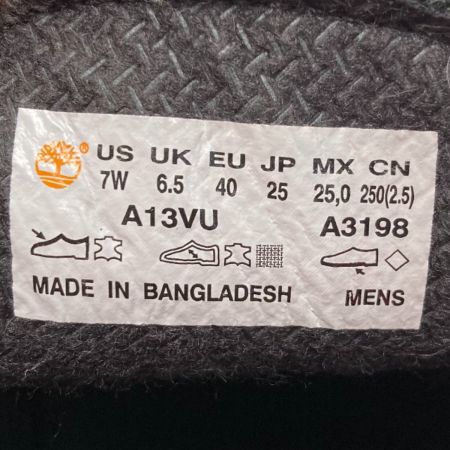 ® US UK EU JP MX CN
7W 6.5 40 25 25,0 250(2.5)
A13VU A3198
MADE IN BANGLADESH MENS